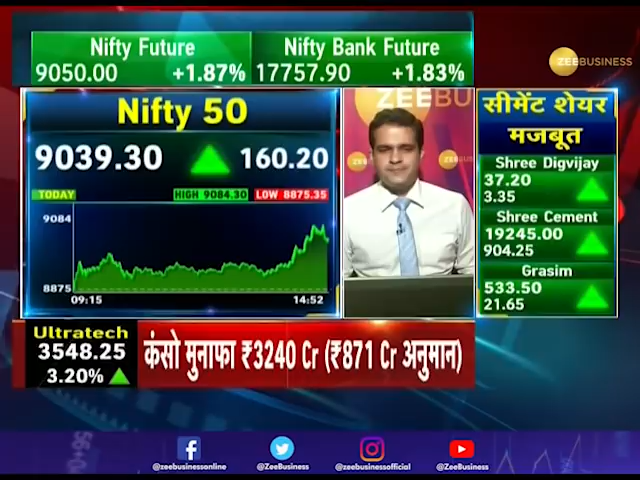 Nifty Future
9050.00 +1.87%
Nifty Bank Future
17757.90 +1.83%
ZEEBUSINESS
Nifty 50
9039.30 160.20
TODAY HIGH 9084.30 LOW 8875.35
9084
8875
09:15 14:52
ZEEBUS
ZEEBUSI
सीमेंट शेयर
मजबूत
Shree Digvijay
37.20
3.35
Shree Cement
19245.00
904.25
Grasim
533.50
21.65
Ultratech
3548.25
3.20%
कंसो मुनाफा ₹3240 Cr (₹871 Cr अनुमान)
@zeebusinessonline
@ZeeBusiness
@zeebusinessofficial
@ZeeBusiness